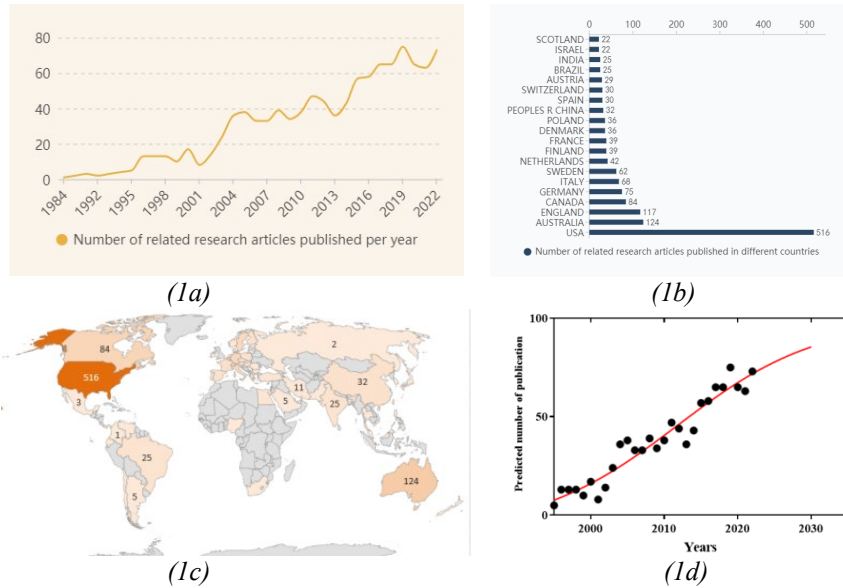 80
60
40
20
0
1984 1992 1995 1998 2001 2004 2007 2010 2013 2016 2019 2022
Number of related research articles published per year
(1a)
0 100 200 300 400 500
SCOTLAND 22
ISRAEL 22
INDIA 25
BRAZIL 25
AUSTRIA 29
SWITZERLAND 30
SPAIN 30
PEOPLES R CHINA 32
POLAND 36
DENMARK 36
FRANCE 39
FINLAND 39
NETHERLANDS 42
SWEDEN 62
ITALY 68
GERMANY 75
CANADA 84
ENGLAND 117
AUSTRALIA 124
USA 516
Number of related research articles published in different countries
(1b)
84
2
516
3
11
32
5
25
1
25
5
124
(1c)
100
50
0
2000 2010 2020 2030
Predicted number of publication
Years
(1d)